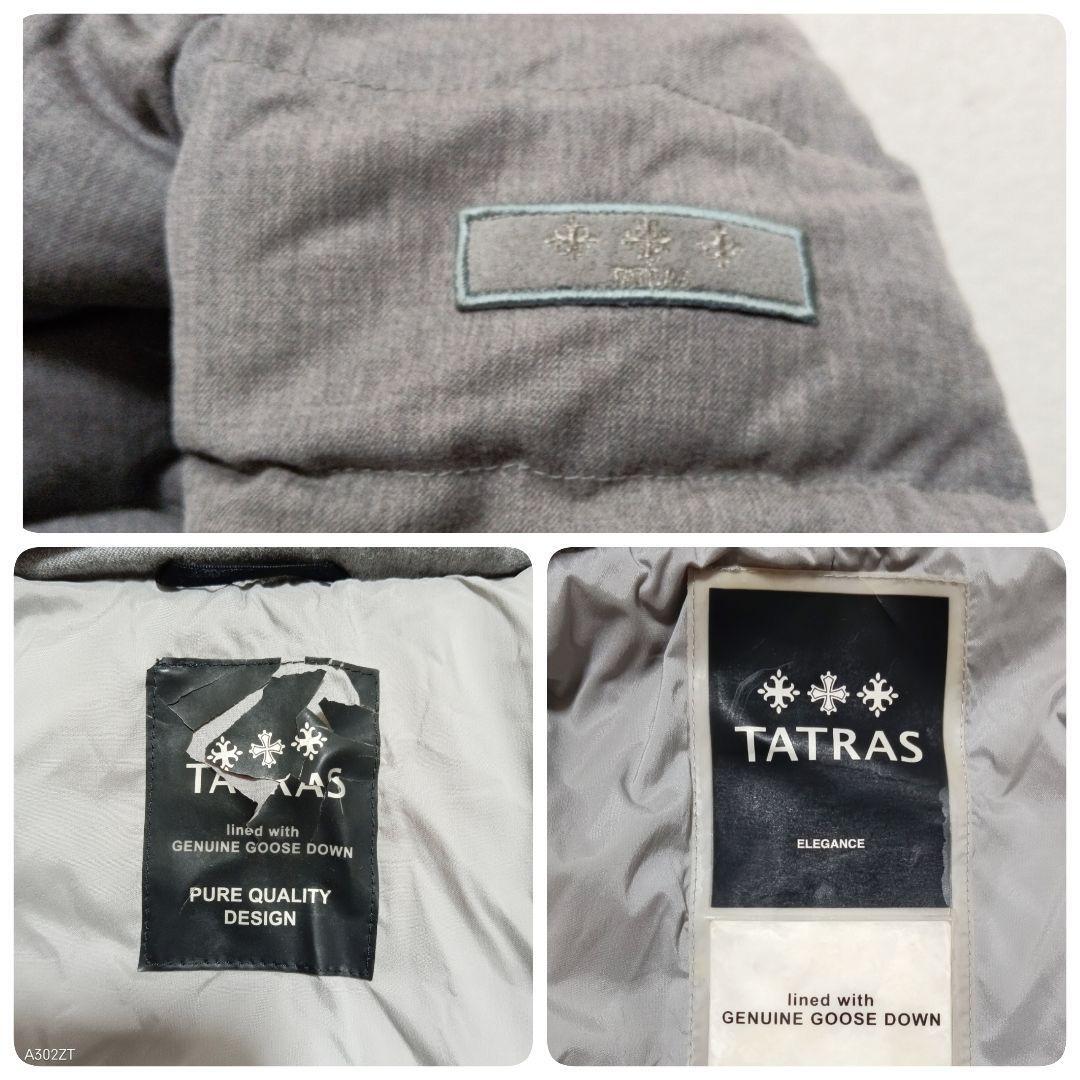 TATRAS
lined with
GENUINE GOOSE DOWN
PURE QUALITY
DESIGN
TATRAS
ELEGANCE
lined with
GENUINE GOOSE DOWN
A302ZT